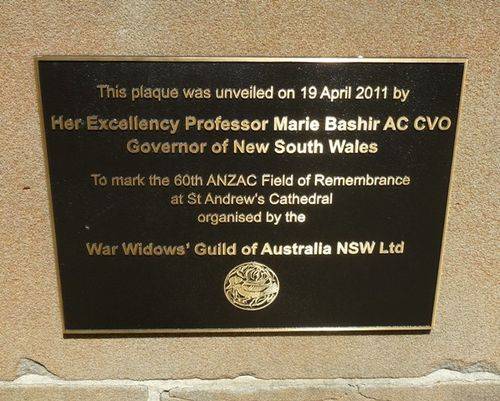 This plaque was unveiled on 19 April 2011 by
Her Excellency Professor Marie Bashir AC CVO
Governor of New South Wales
To mark the 60th ANZAC Field of Remembrance
at St Andrew's Cathedral
organised by the
War Widows' Guild of Australia NSW Ltd